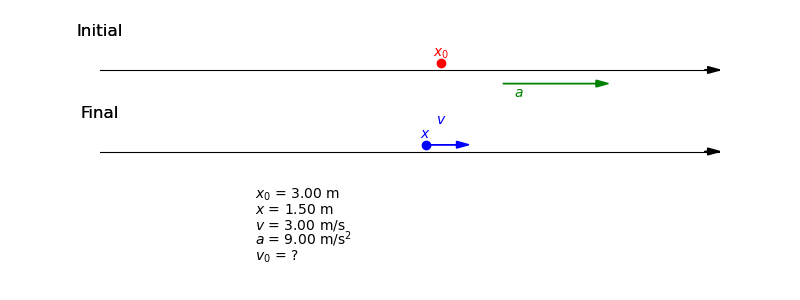 Initial
x₀
a
Final
v
x
x₀ = 3.00 m
x = 1.50 m
v = 3.00 m/s
a = 9.00 m/s²
v₀ = ?